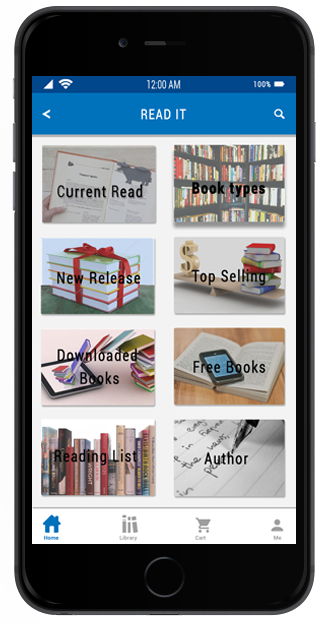 12:00 AM 100%
< READ IT
Current Read
Book types
New Release
Top Selling
Downloaded
Books
Free Books
Reading List
Author
Home Library Cart Me